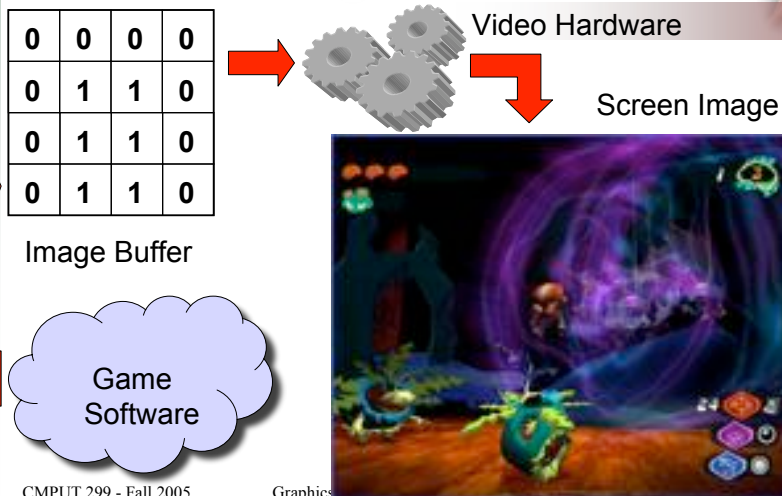 Video Hardware
0 0 0 0
0 1 1 0
0 1 1 0
0 1 1 0
Screen Image
Image Buffer
Game
Software
24
CMPUT 299 - Fall 2005 Graphics